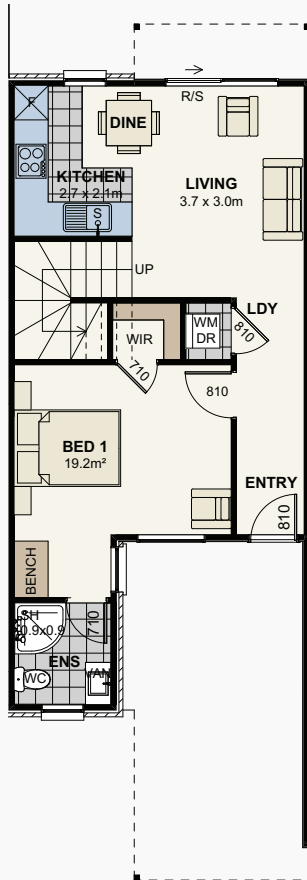 R/S
F
DINE
KITCHEN
2.7 x 2.1m
LIVING
3.7 x 3.0m
S
UP
LDY
WM
DR
810
WIR
710
810
BED 1
19.2m²
ENTRY
810
BENCH
SH
0.9x0.9
710
ENS
WC
VAN